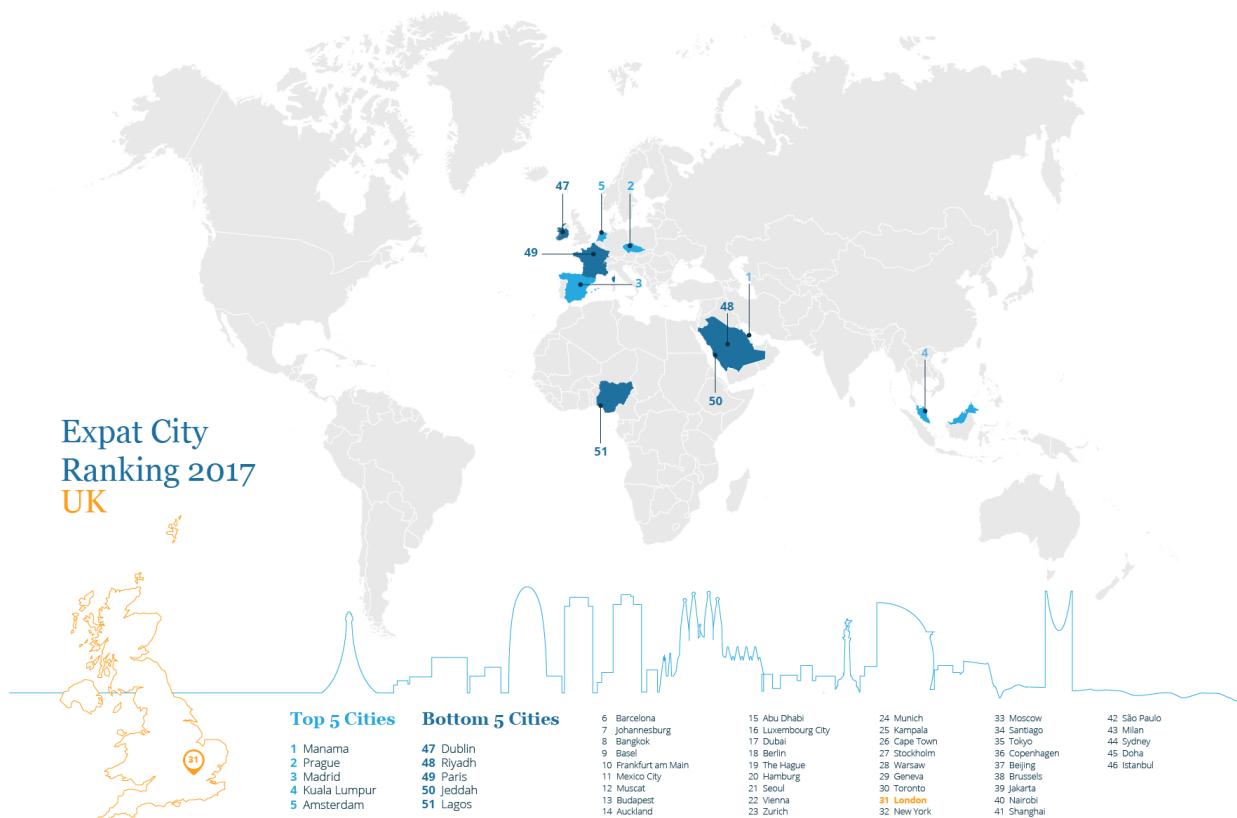 47
5
2
49
3
1
48
4
50
51
Expat City
Ranking 2017
UK
31
Top 5 Cities
1 Manama
2 Prague
3 Madrid
4 Kuala Lumpur
5 Amsterdam
Bottom 5 Cities
47 Dublin
48 Riyadh
49 Paris
50 Jeddah
51 Lagos
6 Barcelona
7 Johannesburg
8 Bangkok
9 Basel
10 Frankfurt am Main
11 Mexico City
12 Muscat
13 Budapest
14 Auckland
15 Abu Dhabi
16 Luxembourg City
17 Dubai
18 Berlin
19 The Hague
20 Hamburg
21 Seoul
22 Vienna
23 Zurich
24 Munich
25 Kampala
26 Cape Town
27 Stockholm
28 Warsaw
29 Geneva
30 Toronto
31 London
32 New York
33 Moscow
34 Santiago
35 Tokyo
36 Copenhagen
37 Beijing
38 Brussels
39 Jakarta
40 Nairobi
41 Shanghai
42 São Paulo
43 Milan
44 Sydney
45 Doha
46 Istanbul